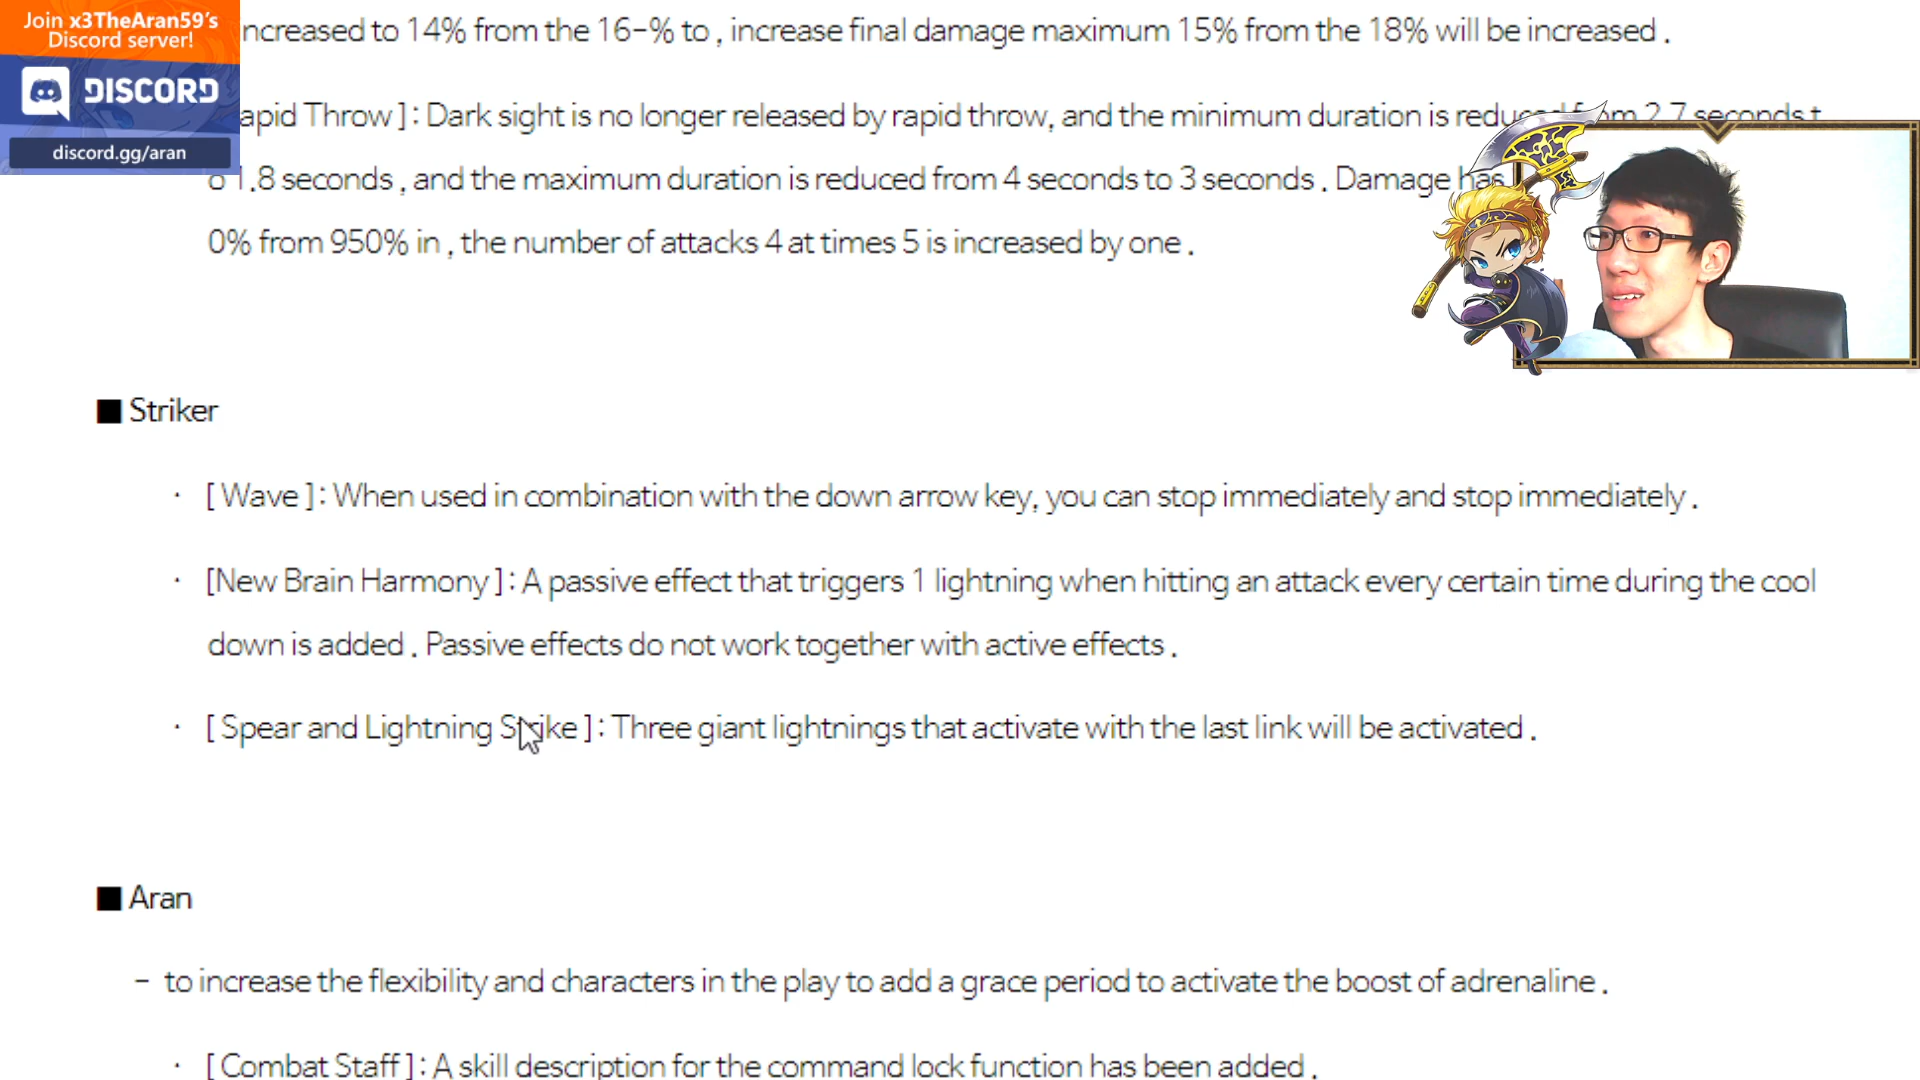 Join x3TheAran59's
Discord server!
DISCORD
discord.gg/aran
ncreased to 14% from the 16-% to , increase final damage maximum 15% from the 18% will be increased .
apid Throw ] : Dark sight is no longer released by rapid throw, and the minimum duration is reduced from 2.7 seconds t
o 1.8 seconds , and the maximum duration is reduced from 4 seconds to 3 seconds . Damage has
0% from 950% in , the number of attacks 4 at times 5 is increased by one .
■ Striker
· [ Wave ] : When used in combination with the down arrow key, you can stop immediately and stop immediately .
· [New Brain Harmony ] : A passive effect that triggers 1 lightning when hitting an attack every certain time during the cool
down is added . Passive effects do not work together with active effects .
· [ Spear and Lightning Strike ] : Three giant lightnings that activate with the last link will be activated .
■ Aran
- to increase the flexibility and characters in the play to add a grace period to activate the boost of adrenaline .
· [ Combat Staff ] : A skill description for the command lock function has been added .